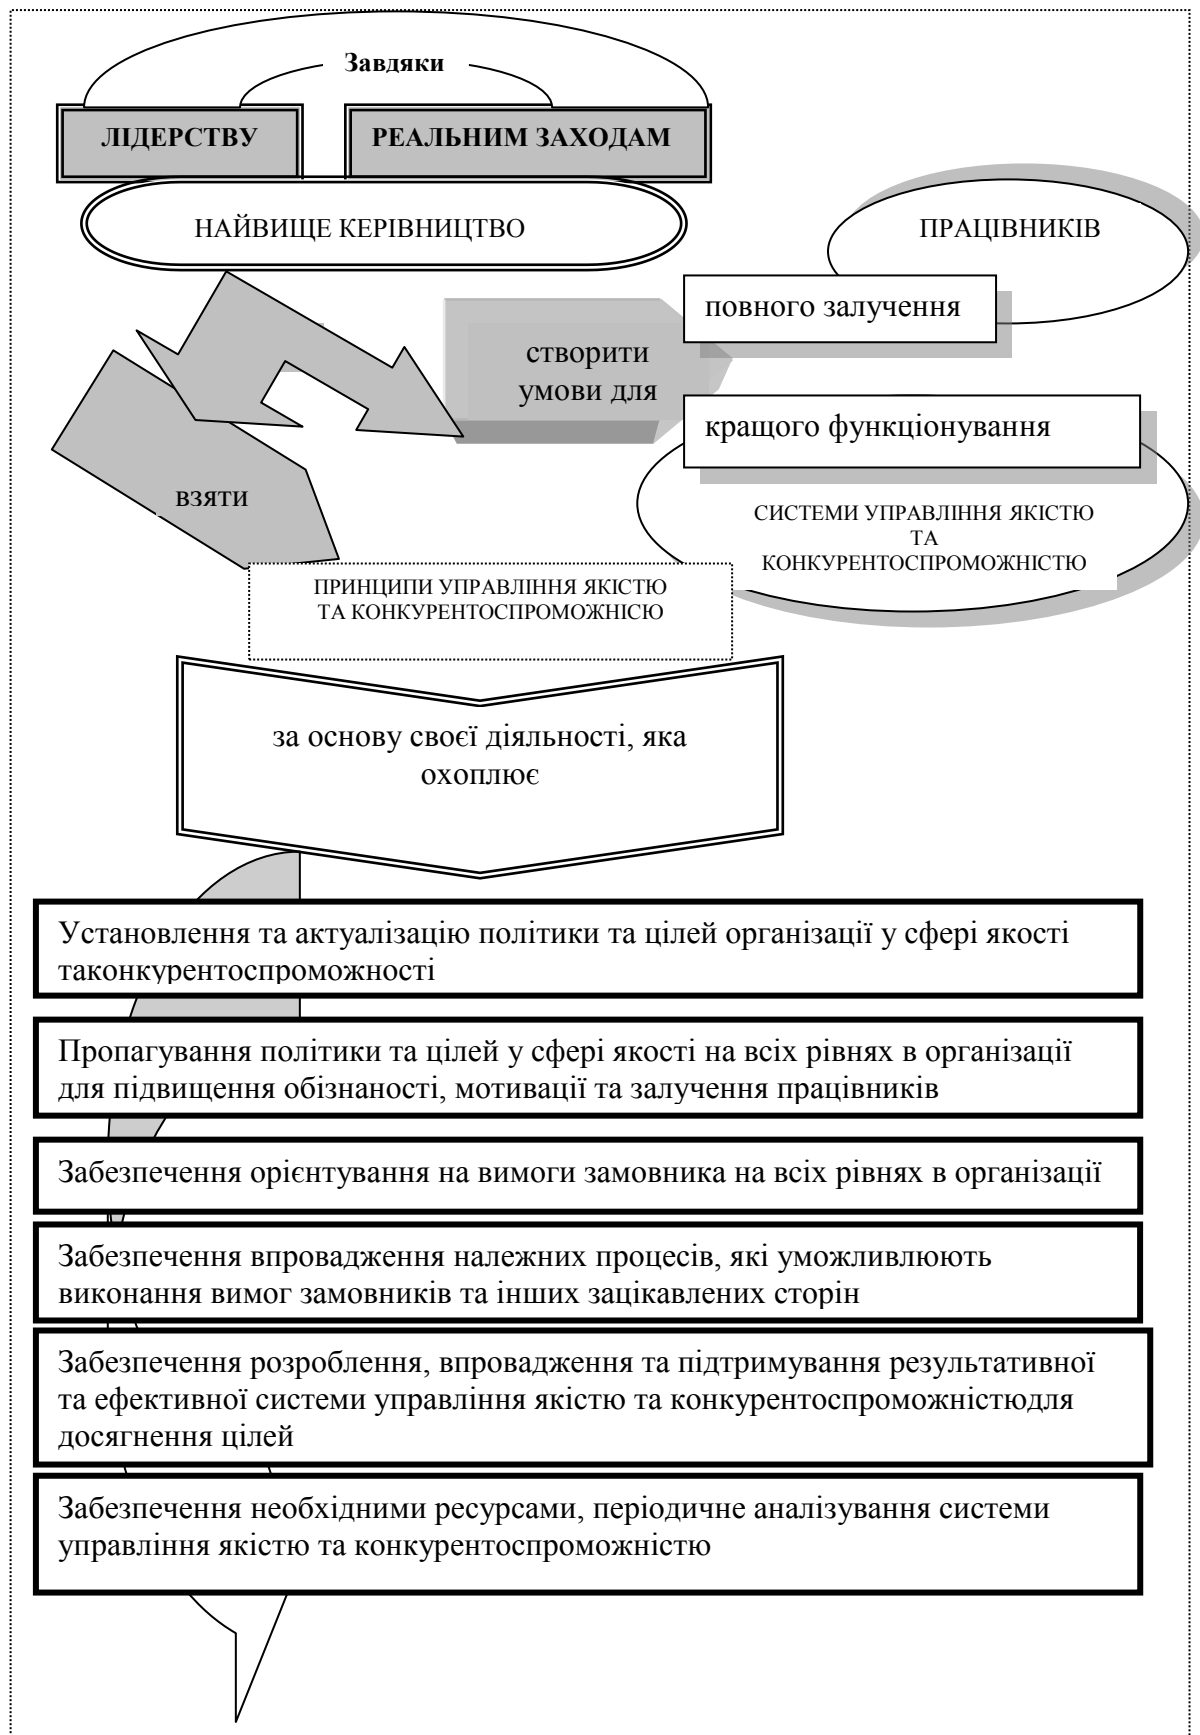 Завдяки
ЛІДЕРСТВУ
РЕАЛЬНИМ ЗАХОДАМ
НАЙВИЩЕ КЕРІВНИЦТВО
ПРАЦІВНИКІВ
повного залучення
створити
умови для
кращого функціонування
взяти
СИСТЕМИ УПРАВЛІННЯ ЯКІСТЮ
ТА
КОНКУРЕНТОСПРОМОЖНІСТЮ
ПРИНЦИПИ УПРАВЛІННЯ ЯКІСТЮ
ТА КОНКУРЕНТОСПРОМОЖНІСЮ
за основу своєї діяльності, яка
охоплює
Установлення та актуалізацію політики та цілей організації у сфері якості
таконкурентоспроможності
Пропагування політики та цілей у сфері якості на всіх рівнях в організації
для підвищення обізнаності, мотивації та залучення працівників
Забезпечення орієнтування на вимоги замовника на всіх рівнях в організації
Забезпечення впровадження належних процесів, які уможливлюють
виконання вимог замовників та інших зацікавлених сторін
Забезпечення розроблення, впровадження та підтримування результативної
та ефективної системи управління якістю та конкурентоспроможністюдля
досягнення цілей
Забезпечення необхідними ресурсами, періодичне аналізування системи
управління якістю та конкурентоспроможністю